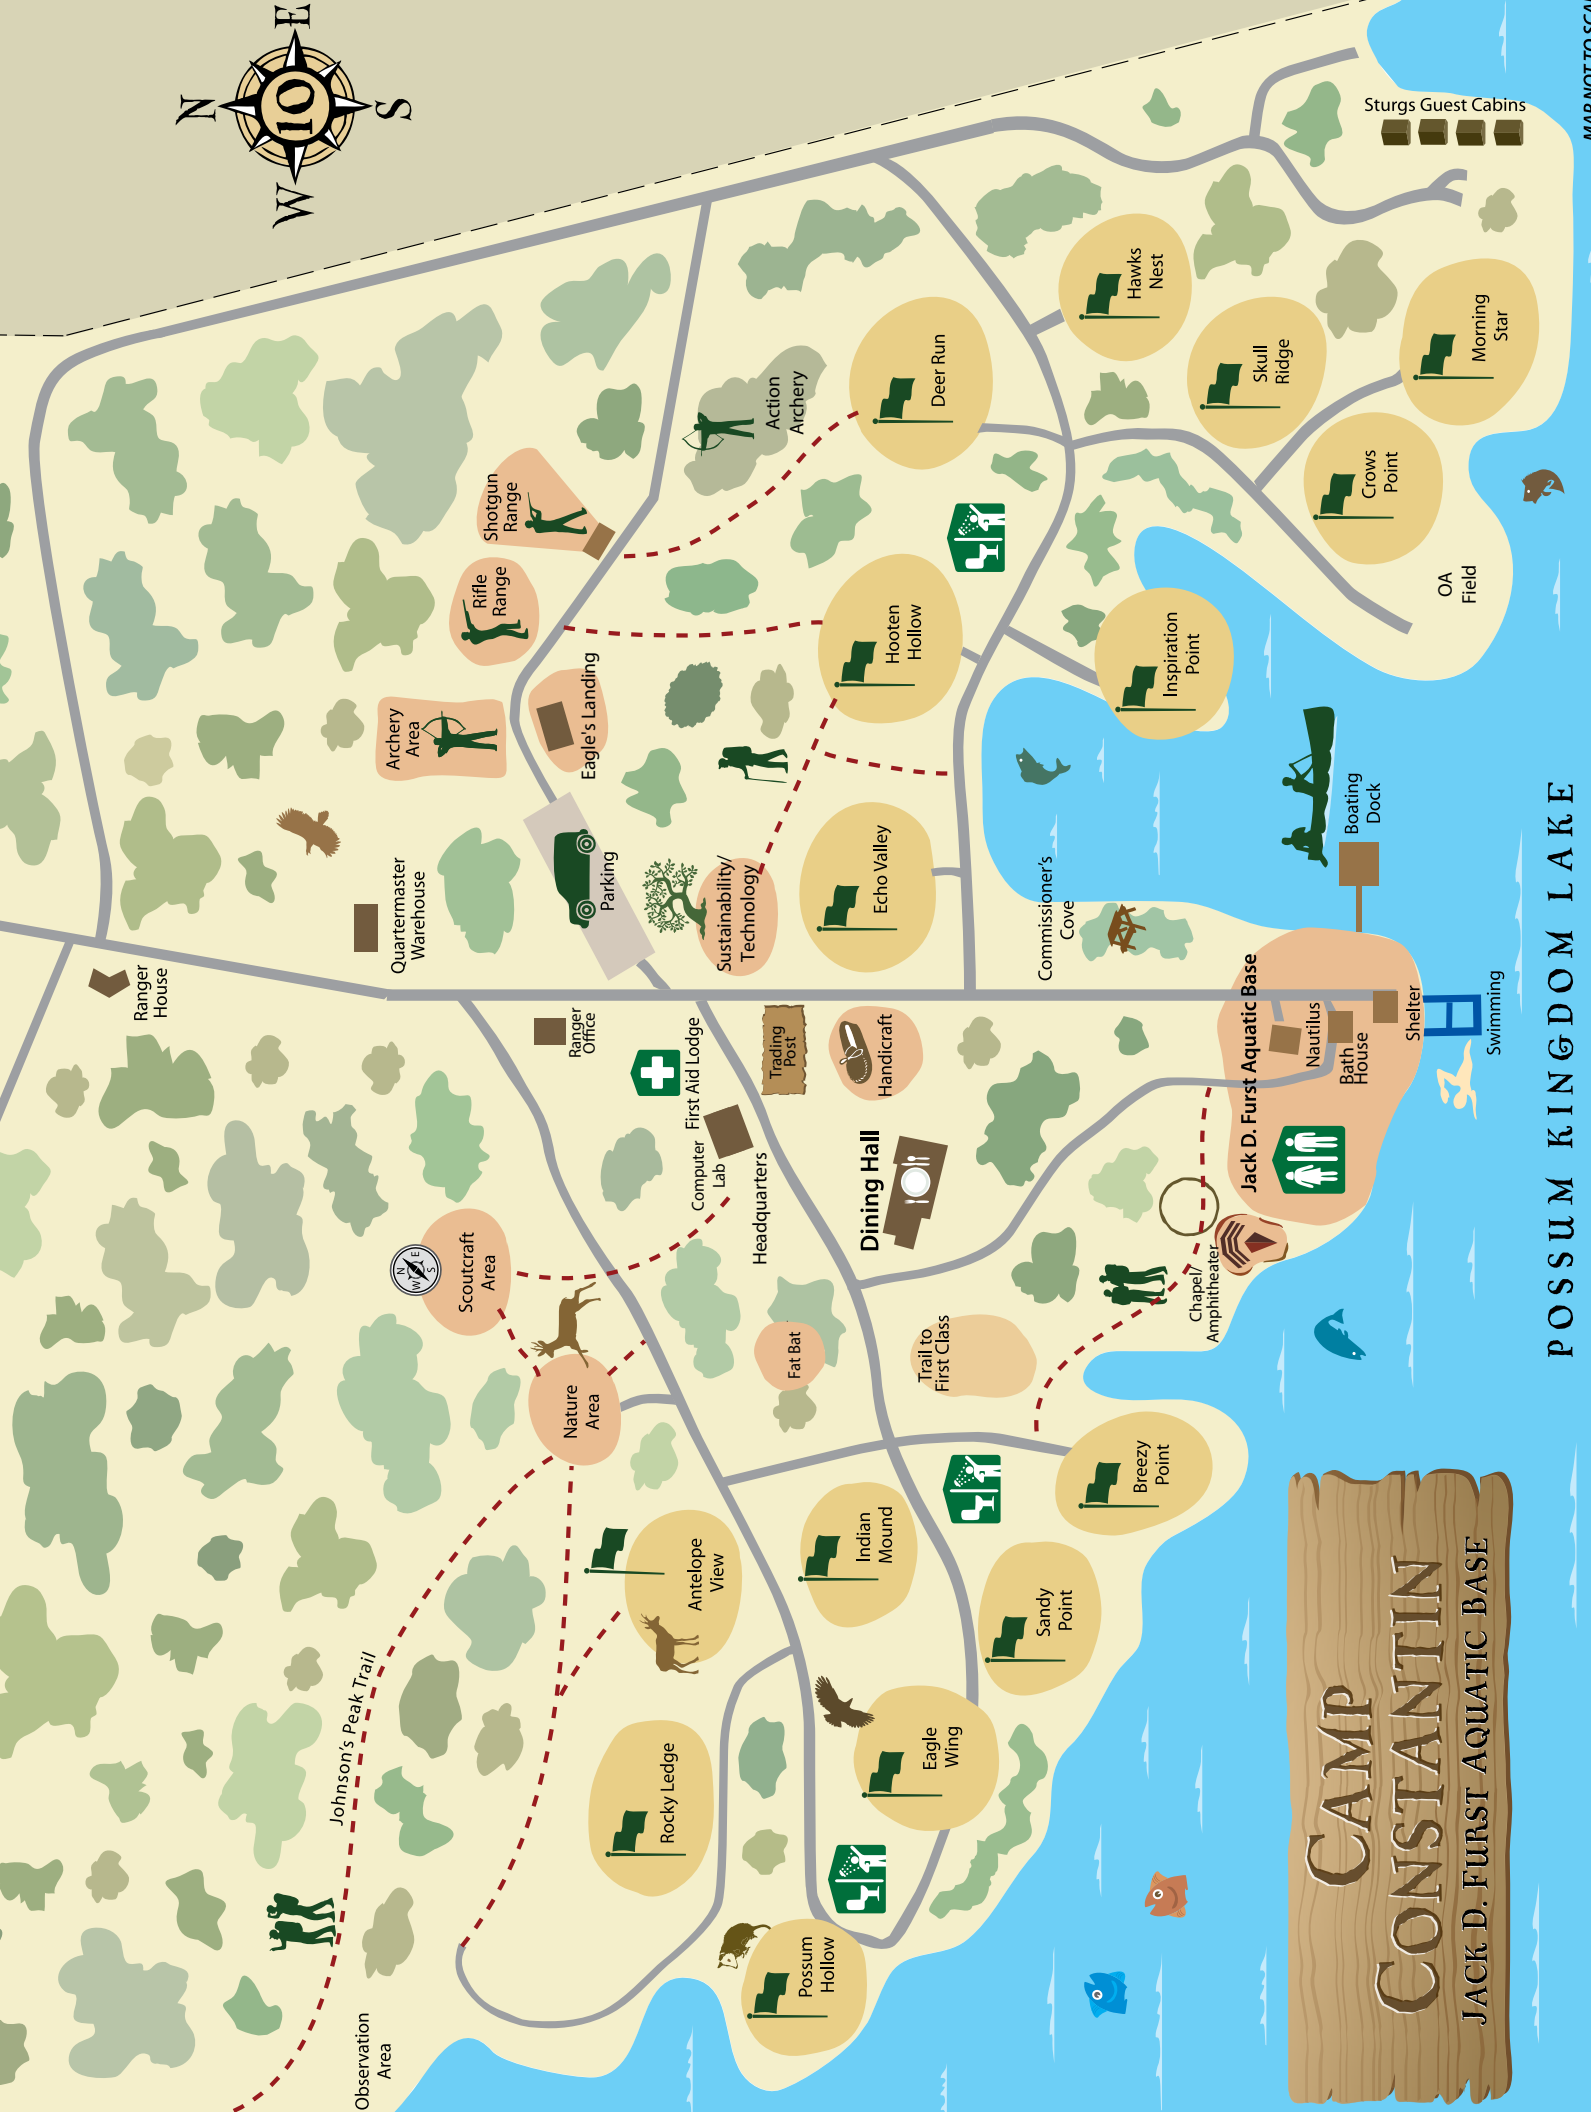 N
W
10
E
S
Ranger
House
Johnson's Peak Trail
Observation
Area
Quartermaster
Warehouse
Archery
Area
N
W
E
S
Scoutcraft
Area
Rifle
Range
Shotgun
Range
Nature
Area
Ranger
Office
Eagle's Landing
Parking
Rocky Ledge
Antelope
View
Computer
Lab
First Aid Lodge
Headquarters
Sustainability/
Technology
Action
Archery
Trading
Post
Fat Bat
Possum
Hollow
Indian
Mound
Dining Hall
Handicraft
Echo Valley
Hooten
Hollow
Deer Run
Eagle
Wing
Trail to
First Class
Sandy
Point
Commissioner's
Cove
Hawks
Nest
Breezy
Point
Inspiration
Point
Chapel/
Amphitheater
Jack D. Furst Aquatic Base
Skull
Ridge
Nautilus
Bath
House
Boating
Dock
Crows
Point
Sturgs Guest Cabins
Shelter
OA
Field
Morning
Star
Swimming
CAMP
CONSTANTIN
JACK D. FURST AQUATIC BASE
POSSUM KINGDOM LAKE
MAP NOT TO SCA